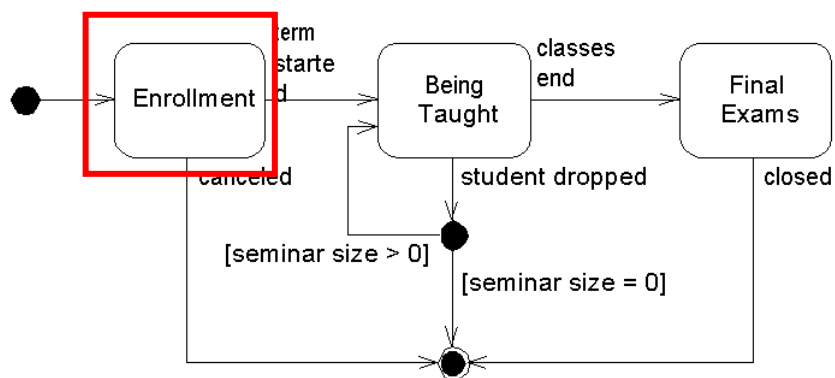 term
starte
d
Enrollment
Being
Taught
classes
end
Final
Exams
canceled
student dropped
closed
[seminar size > 0]
[seminar size = 0]